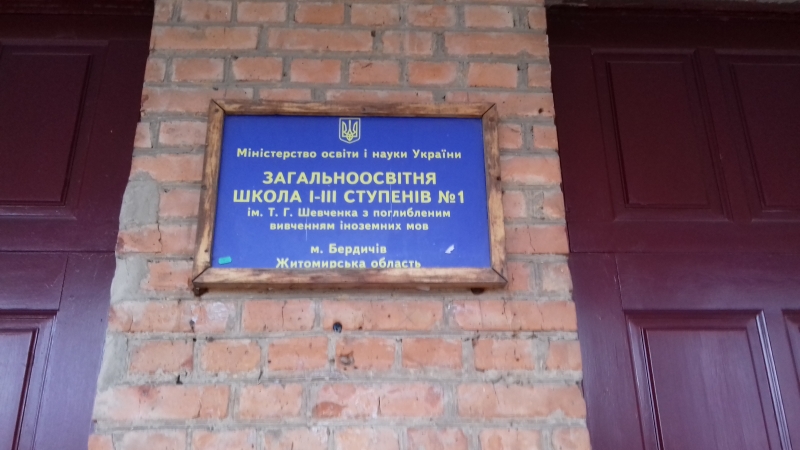 Міністерство освіти і науки України
ЗАГАЛЬНООСВІТНЯ
ШКОЛА І-ІІІ СТУПЕНІВ №1
ім. Т. Г. Шевченка з поглибленим
вивченням іноземних мов
м. Бердичів
Житомирська область